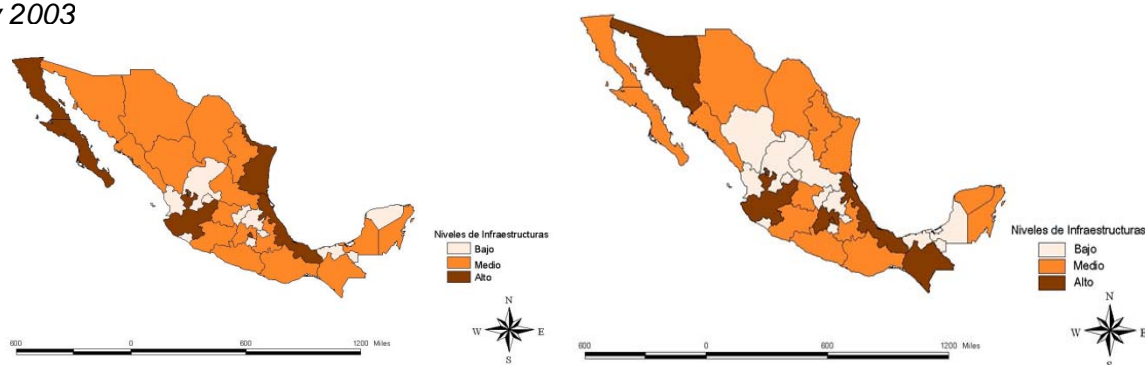 y 2003
Niveles de Infraestructuras
Bajo
Medio
Alto
N
W E
S
600 0 600 1200 Miles
Niveles de Infraestructuras
Bajo
Medio
Alto
N
W E
S
600 0 600 1200 Miles